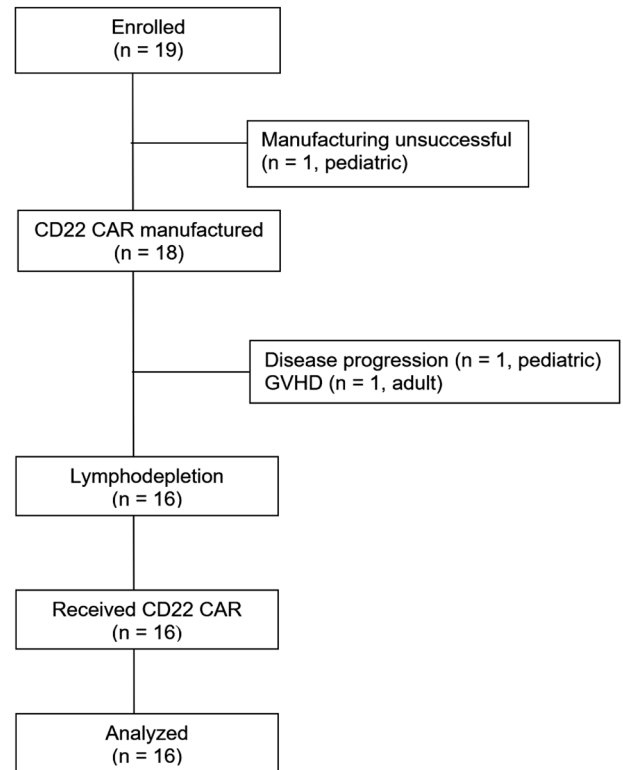 Enrolled
(n = 19)
Manufacturing unsuccessful
(n = 1, pediatric)
CD22 CAR manufactured
(n = 18)
Disease progression (n = 1, pediatric)
GVHD (n = 1, adult)
Lymphodepletion
(n = 16)
Received CD22 CAR
(n = 16)
Analyzed
(n = 16)